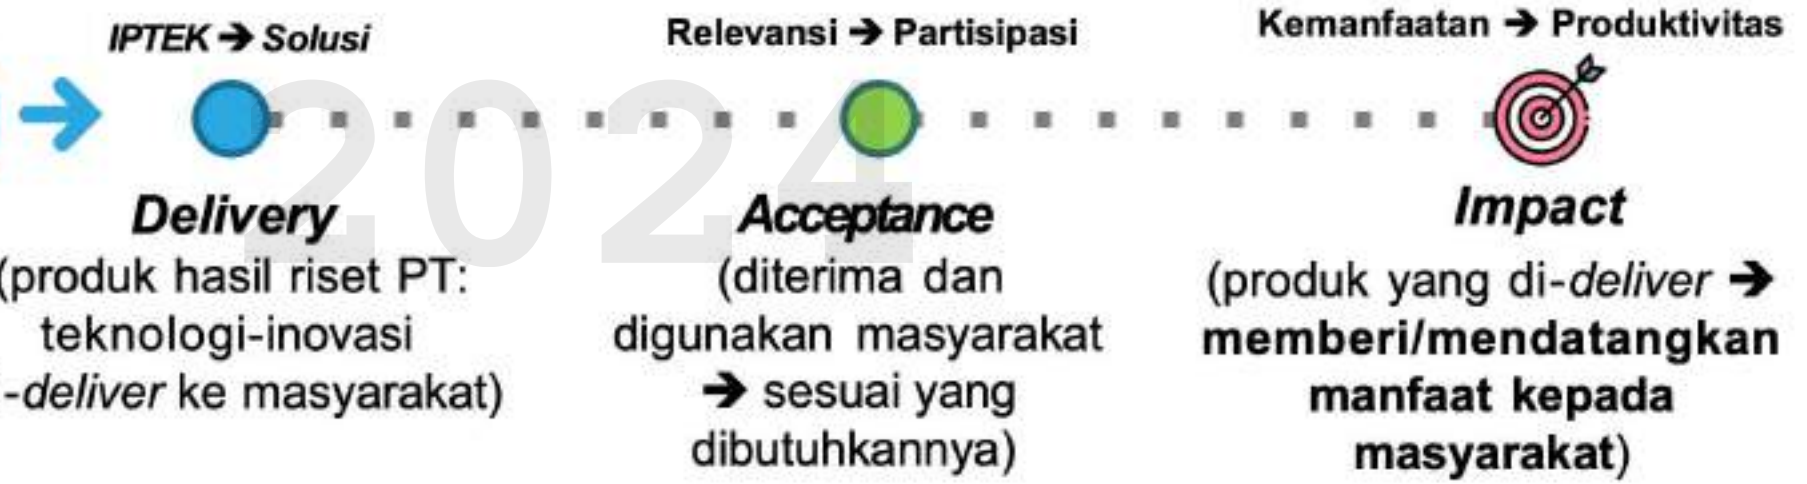 IPTEK ➔ Solusi
Relevansi ➔ Partisipasi
Kemanfaatan ➔ Produktivitas
2024
Delivery
(produk hasil riset PT:
teknologi-inovasi
-deliver ke masyarakat)
Acceptance
(diterima dan
digunakan masyarakat
➔ sesuai yang
dibutuhkannya)
Impact
(produk yang di-deliver ➔
memberi/mendatangkan
manfaat kepada
masyarakat)